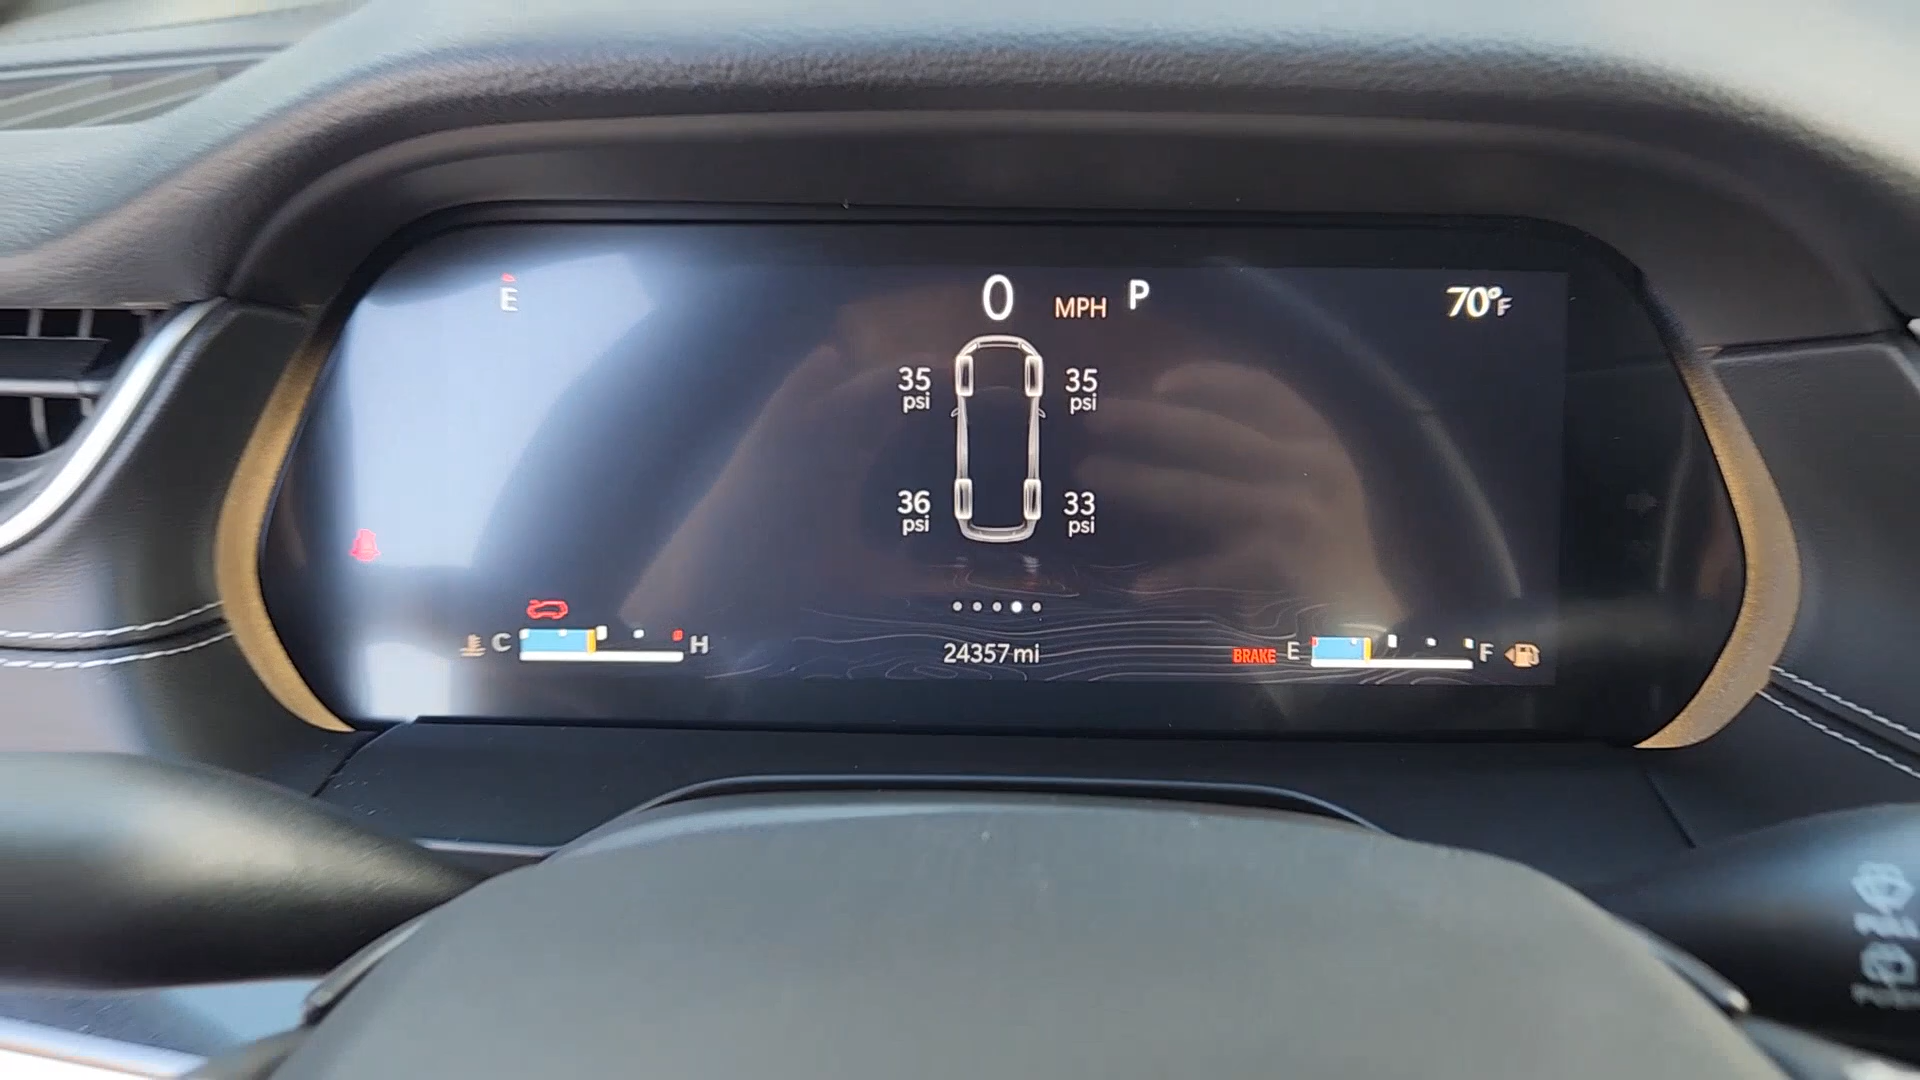 E 0 MPH P 70°F
35 psi 35 psi
36 psi 33 psi
C H 24357 mi BRAKE E F